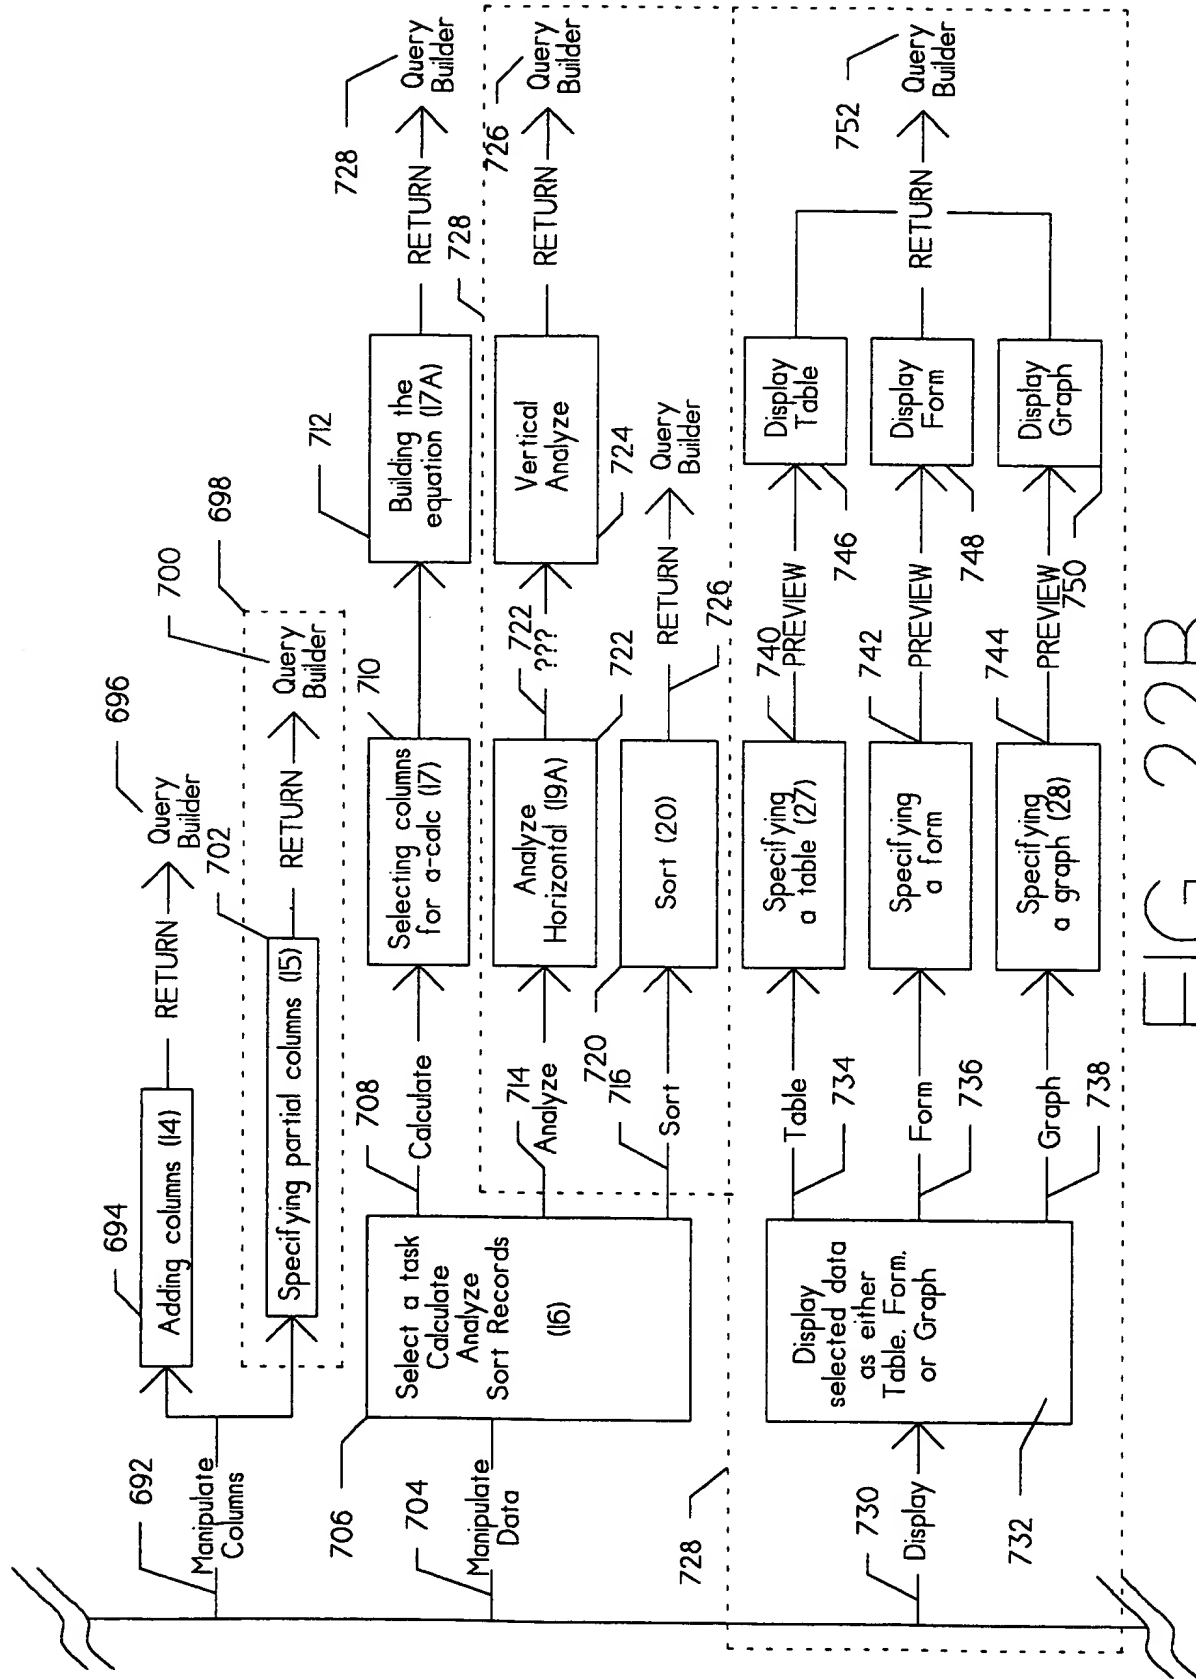 692
Manipulate
Columns
694
Adding columns (14)
RETURN
696
Query
Builder
Specifying partial columns (15)
702
RETURN
700
698
Query
Builder
704
Manipulate
Data
706
Select a task
Calculate
Analyze
Sort Records
(16)
708
Calculate
710
Selecting columns
for a-calc (17)
712
Building the
equation (17A)
RETURN
728
Query
Builder
728
714
Analyze
Analyze
Horizontal (19A)
722
???
722
Vertical
Analyze
724
RETURN
726
Query
Builder
716
Sort
720
Sort (20)
RETURN
726
Query
Builder
728
730
Display
732
Display
selected data
as either
Table. Form.
or Graph
Table
734
Specifying
a table (27)
740
PREVIEW
Display
Table
746
Form
736
Specifying
a form
742
PREVIEW
Display
Form
748
RETURN
752
Query
Builder
Graph
738
Specifying
a graph (28)
744
PREVIEW
750
Display
Graph
FIG 22B